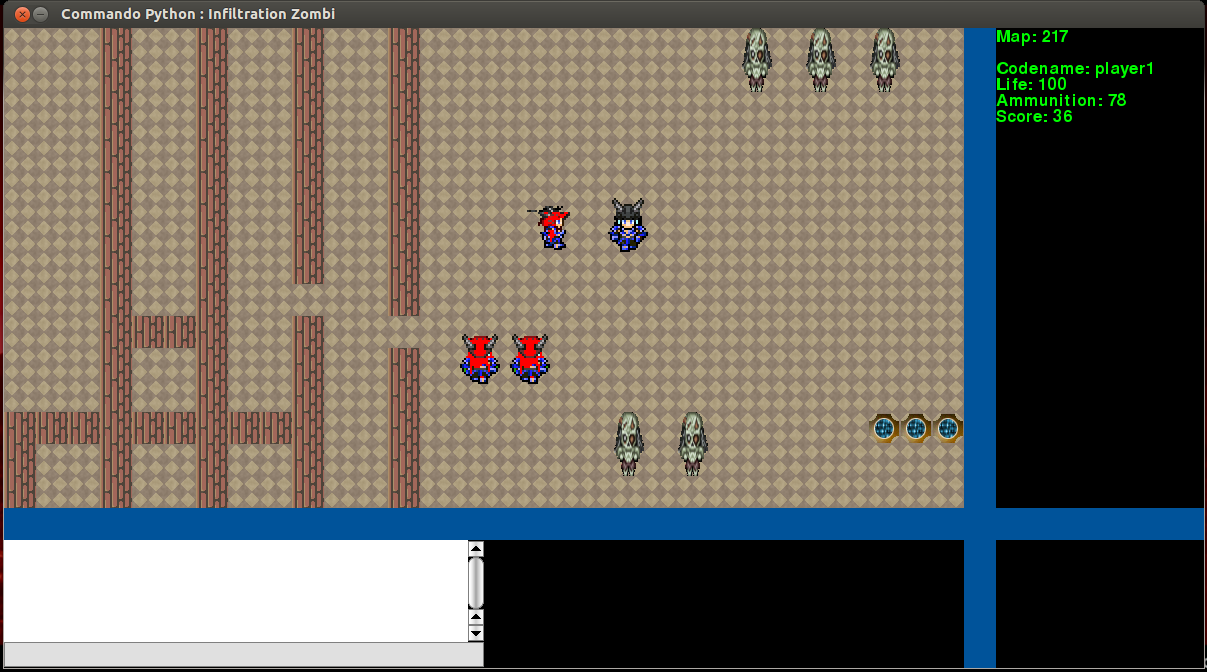 Commando Python : Infiltration Zombi
Map: 217
Codename: player1
Life: 100
Ammunition: 78
Score: 36